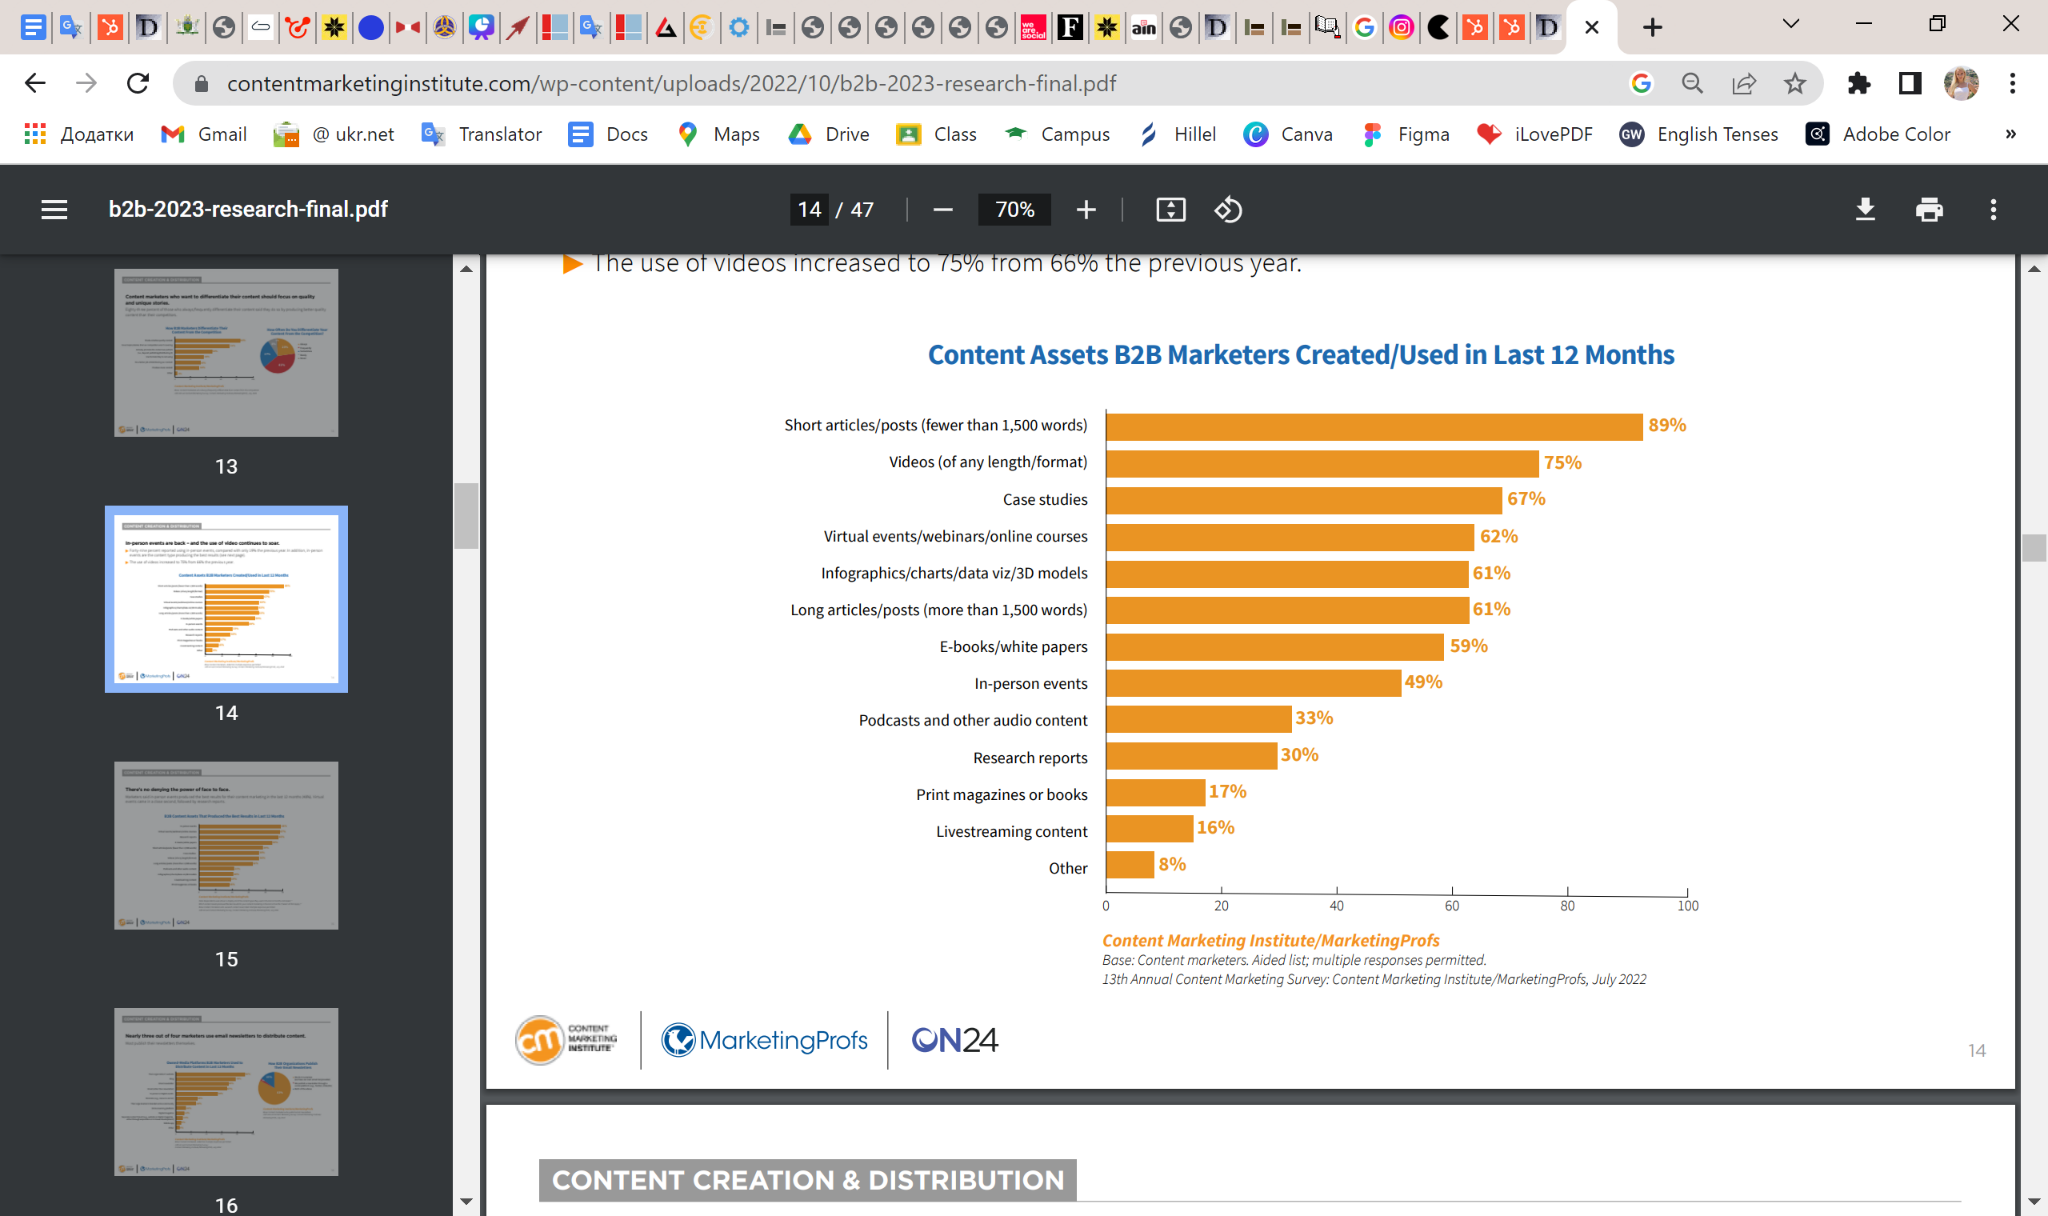 contentmarketinginstitute.com/wp-content/uploads/2022/10/b2b-2023-research-final.pdf
Додатки Gmail @ ukr.net Translator Docs Maps Drive Class Campus Hillel Canva Figma iLovePDF GW English Tenses Adobe Color »
b2b-2023-research-final.pdf 14 / 47 70%
13
14
15
16
The use of videos increased to 75% from 66% the previous year.
Content Assets B2B Marketers Created/Used in Last 12 Months
Short articles/posts (fewer than 1,500 words) 89%
Videos (of any length/format) 75%
Case studies 67%
Virtual events/webinars/online courses 62%
Infographics/charts/data viz/3D models 61%
Long articles/posts (more than 1,500 words) 61%
E-books/white papers 59%
In-person events 49%
Podcasts and other audio content 33%
Research reports 30%
Print magazines or books 17%
Livestreaming content 16%
Other 8%
0 20 40 60 80 100
Content Marketing Institute/MarketingProfs
Base: Content marketers. Aided list; multiple responses permitted.
13th Annual Content Marketing Survey: Content Marketing Institute/MarketingProfs, July 2022
cm CONTENT MARKETING INSTITUTE MarketingProfs ON24
14
CONTENT CREATION & DISTRIBUTION